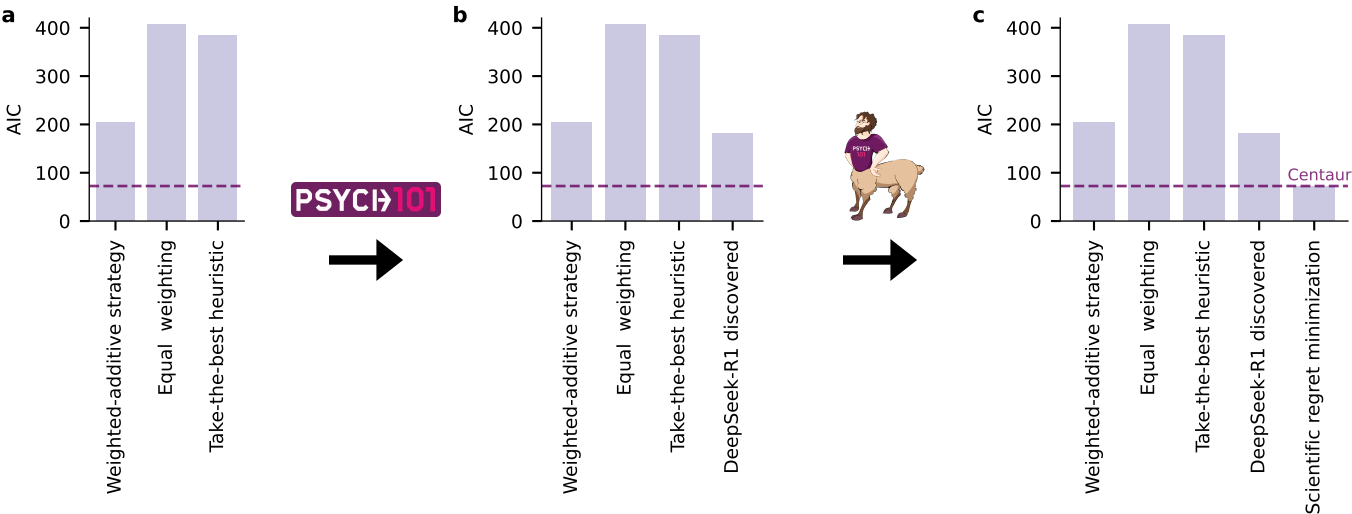 a
400
300
200
100
0
AIC
Weighted-additive strategy
Equal weighting
Take-the-best heuristic
PSYCH101
b
400
300
200
100
0
AIC
Weighted-additive strategy
Equal weighting
Take-the-best heuristic
DeepSeek-R1 discovered
PSYCH
101
c
400
300
200
100
0
AIC
Centaur
Weighted-additive strategy
Equal weighting
Take-the-best heuristic
DeepSeek-R1 discovered
Scientific regret minimization